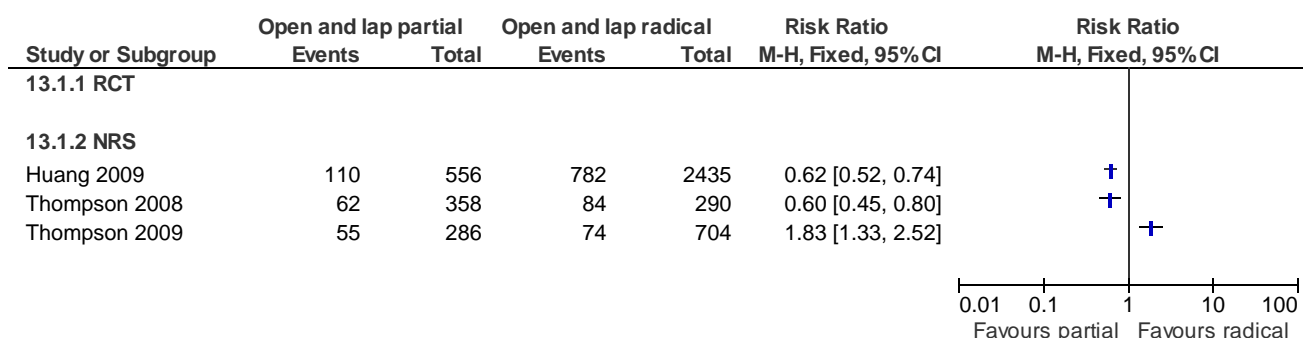 Open and lap partial Open and lap radical Risk Ratio Risk Ratio
Study or Subgroup Events Total Events Total M-H, Fixed, 95% CI M-H, Fixed, 95% CI
13.1.1 RCT
13.1.2 NRS
Huang 2009 110 556 782 2435 0.62 [0.52, 0.74]
Thompson 2008 62 358 84 290 0.60 [0.45, 0.80]
Thompson 2009 55 286 74 704 1.83 [1.33, 2.52]
0.01 0.1 1 10 100
Favours partial Favours radical